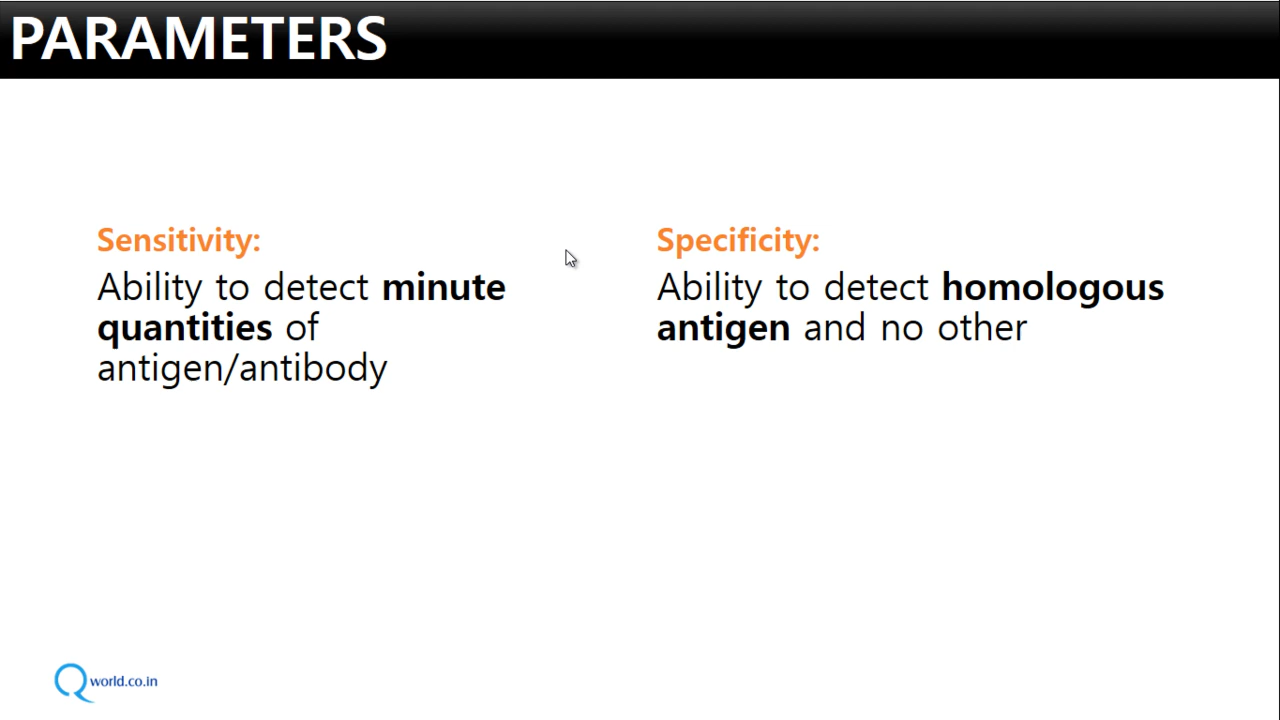 PARAMETERS
Sensitivity:
Ability to detect minute
quantities of
antigen/antibody
Specificity:
Ability to detect homologous
antigen and no other
Qworld.co.in